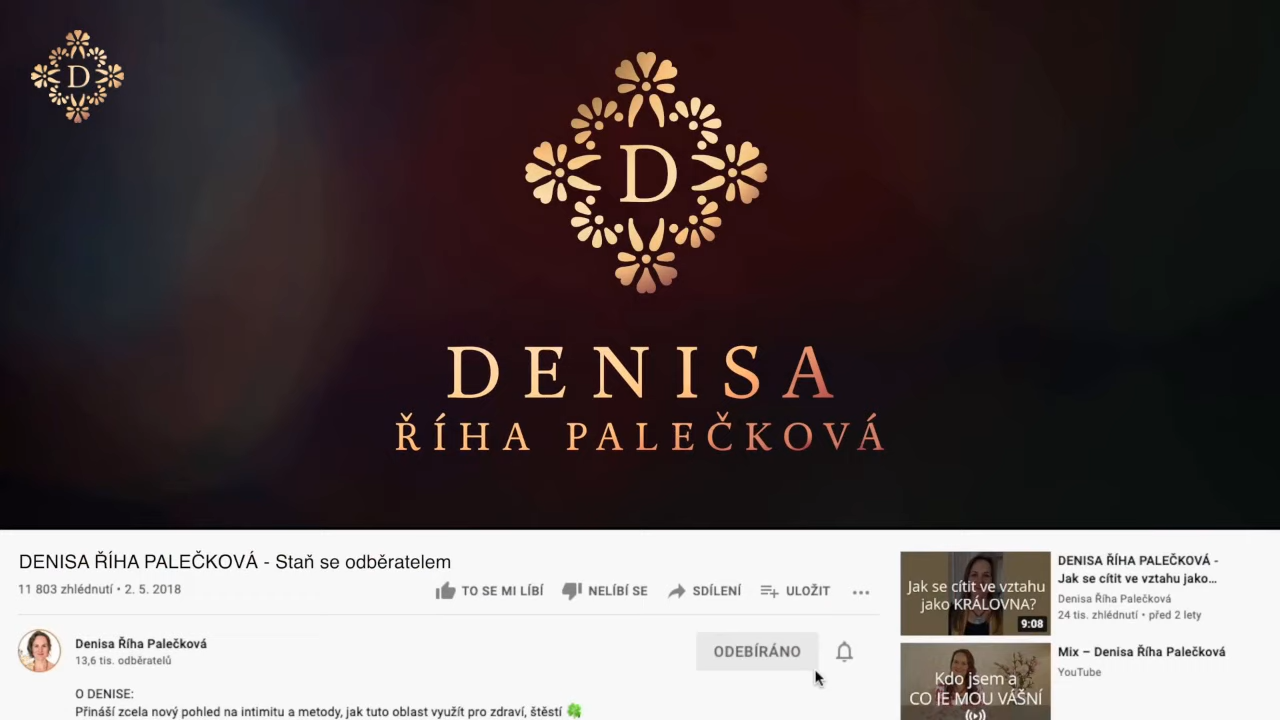 D
D
DENISA
ŘÍHA PALEČKOVÁ
DENISA ŘÍHA PALEČKOVÁ - Staň se odběratelem
11 803 zhlédnutí • 2. 5. 2018
TO SE MI LÍBÍ
NELÍBÍ SE
SDÍLENÍ
ULOŽIT
Denisa Říha Palečková
13,6 tis. odběratelů
ODEBÍRÁNO
O DENISE:
Přináší zcela nový pohled na intimitu a metody, jak tuto oblast využít pro zdraví, štěstí 🍀
Jak se cítit ve vztahu
jako KRÁLOVNA?
9:08
DENISA ŘÍHA PALEČKOVÁ -
Jak se cítit ve vztahu jako…
Denisa Říha Palečková
24 tis. zhlédnutí • před 2 lety
Kdo jsem a
CO JE MOU VÁŠNÍ
Mix – Denisa Říha Palečková
YouTube